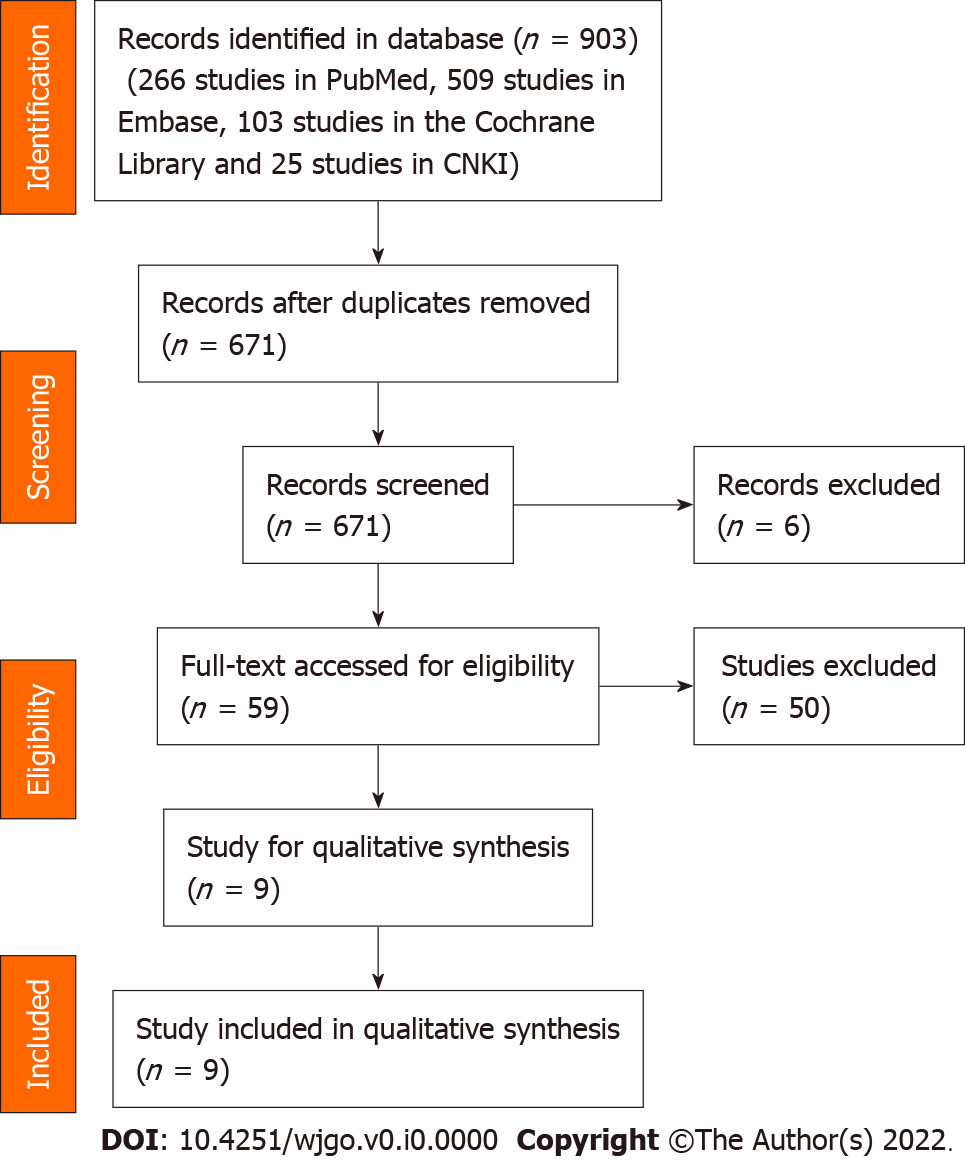 Identification
Records identified in database (n = 903)
(266 studies in PubMed, 509 studies in
Embase, 103 studies in the Cochrane
Library and 25 studies in CNKI)
Records after duplicates removed
(n = 671)
Screening
Records screened
(n = 671)
Records excluded
(n = 6)
Eligibility
Full-text accessed for eligibility
(n = 59)
Studies excluded
(n = 50)
Study for qualitative synthesis
(n = 9)
Included
Study included in qualitative synthesis
(n = 9)
DOI: 10.4251/wjgo.v0.i0.0000 Copyright ©The Author(s) 2022.